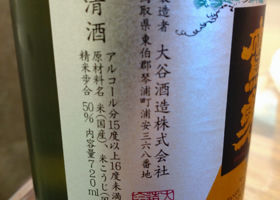 製造者 大谷酒造株式会社
鳥取県東伯郡琴浦町浦安三六八番地
清酒
アルコール分15度以上16度未満
原材料名 米(国産)、米こうじ(国
精米歩合 50% 内容量720ml